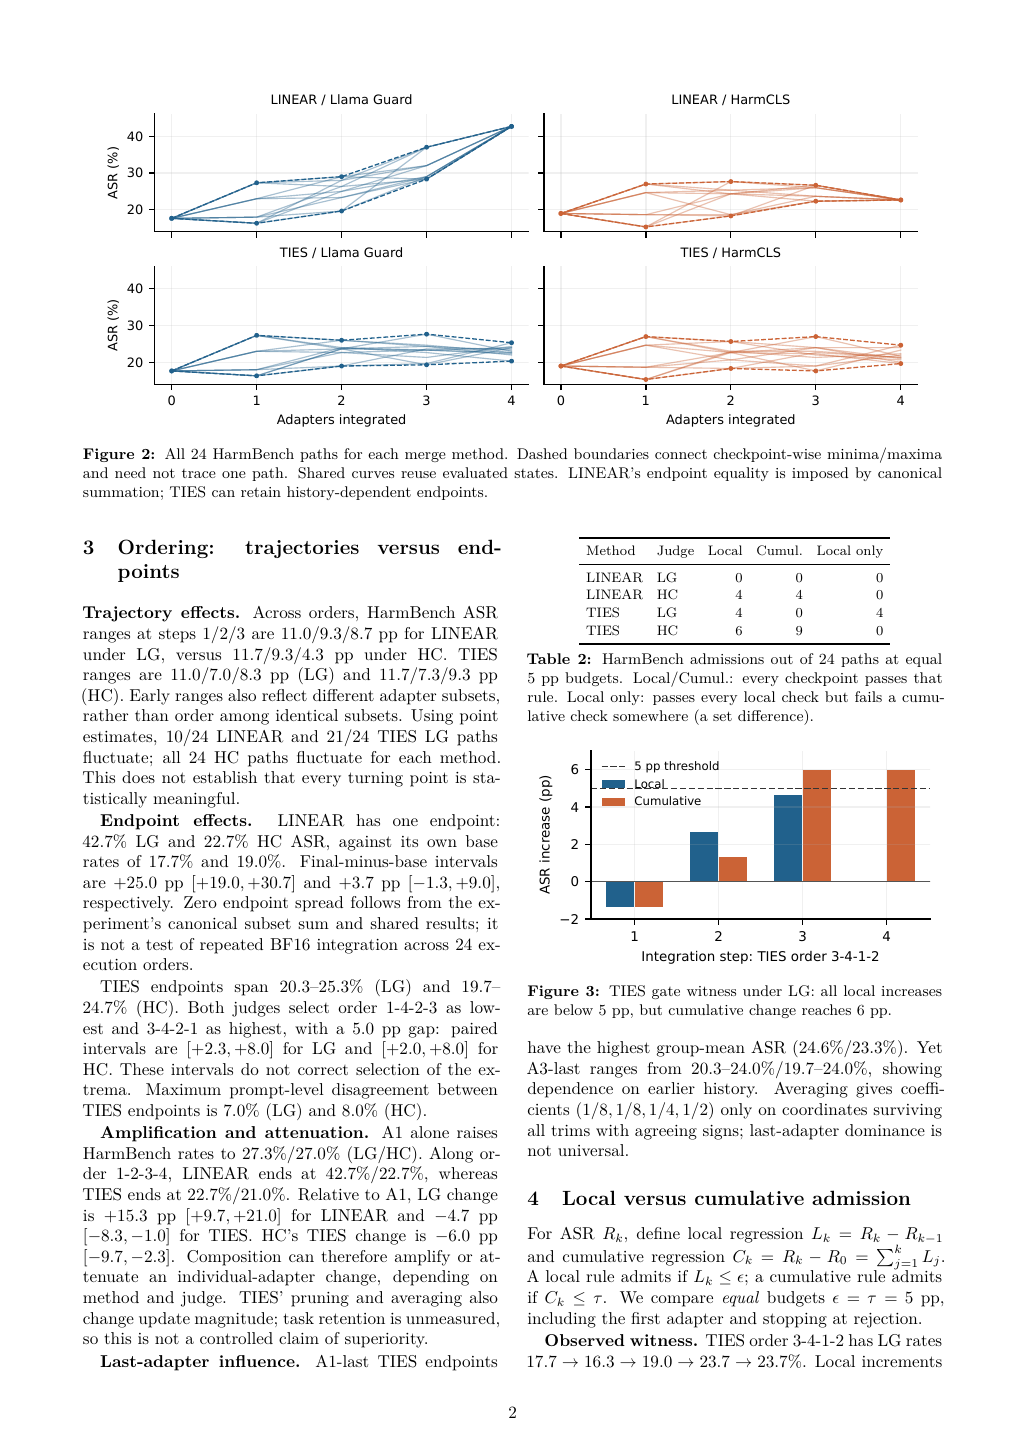 LINEAR / Llama Guard
LINEAR / HarmCLS
ASR (%)
40
30
20
TIES / Llama Guard
TIES / HarmCLS
ASR (%)
40
30
20
0 1 2 3 4
0 1 2 3 4
Adapters integrated
Adapters integrated
Figure 2: All 24 HarmBench paths for each merge method. Dashed boundaries connect checkpoint-wise minima/maxima
and need not trace one path. Shared curves reuse evaluated states. LINEAR's endpoint equality is imposed by canonical
summation; TIES can retain history-dependent endpoints.
3 Ordering: trajectories versus end-
points
Trajectory effects. Across orders, HarmBench ASR
ranges at steps 1/2/3 are 11.0/9.3/8.7 pp for LINEAR
under LG, versus 11.7/9.3/4.3 pp under HC. TIES
ranges are 11.0/7.0/8.3 pp (LG) and 11.7/7.3/9.3 pp
(HC). Early ranges also reflect different adapter subsets,
rather than order among identical subsets. Using point
estimates, 10/24 LINEAR and 21/24 TIES LG paths
fluctuate; all 24 HC paths fluctuate for each method.
This does not establish that every turning point is sta-
tistically meaningful.
Endpoint effects. LINEAR has one endpoint:
42.7% LG and 22.7% HC ASR, against its own base
rates of 17.7% and 19.0%. Final-minus-base intervals
are +25.0 pp [+19.0, +30.7] and +3.7 pp [−1.3, +9.0],
respectively. Zero endpoint spread follows from the ex-
periment's canonical subset sum and shared results; it
is not a test of repeated BF16 integration across 24 ex-
ecution orders.
TIES endpoints span 20.3–25.3% (LG) and 19.7–
24.7% (HC). Both judges select order 1-4-2-3 as low-
est and 3-4-2-1 as highest, with a 5.0 pp gap: paired
intervals are [+2.3, +8.0] for LG and [+2.0, +8.0] for
HC. These intervals do not correct selection of the ex-
trema. Maximum prompt-level disagreement between
TIES endpoints is 7.0% (LG) and 8.0% (HC).
Amplification and attenuation. A1 alone raises
HarmBench rates to 27.3%/27.0% (LG/HC). Along or-
der 1-2-3-4, LINEAR ends at 42.7%/22.7%, whereas
TIES ends at 22.7%/21.0%. Relative to A1, LG change
is +15.3 pp [+9.7, +21.0] for LINEAR and −4.7 pp
[−8.3, −1.0] for TIES. HC's TIES change is −6.0 pp
[−9.7, −2.3]. Composition can therefore amplify or at-
tenuate an individual-adapter change, depending on
method and judge. TIES' pruning and averaging also
change update magnitude; task retention is unmeasured,
so this is not a controlled claim of superiority.
Last-adapter influence. A1-last TIES endpoints
Method Judge Local Cumul. Local only
LINEAR LG 0 0 0
LINEAR HC 4 4 0
TIES LG 4 0 4
TIES HC 6 9 0
Table 2: HarmBench admissions out of 24 paths at equal
5 pp budgets. Local/Cumul.: every checkpoint passes that
rule. Local only: passes every local check but fails a cumu-
lative check somewhere (a set difference).
ASR increase (pp)
6
4
2
0
−2
5 pp threshold
Local
Cumulative
1 2 3 4
Integration step: TIES order 3-4-1-2
Figure 3: TIES gate witness under LG: all local increases
are below 5 pp, but cumulative change reaches 6 pp.
have the highest group-mean ASR (24.6%/23.3%). Yet
A3-last ranges from 20.3–24.0%/19.7–24.0%, showing
dependence on earlier history. Averaging gives coeffi-
cients (1/8, 1/8, 1/4, 1/2) only on coordinates surviving
all trims with agreeing signs; last-adapter dominance is
not universal.
4 Local versus cumulative admission
For ASR R_k, define local regression L_k = R_k − R_{k−1}
and cumulative regression C_k = R_k − R_0 = ∑_{j=1}^k L_j.
A local rule admits if L_k ≤ ϵ; a cumulative rule admits
if C_k ≤ τ. We compare equal budgets ϵ = τ = 5 pp,
including the first adapter and stopping at rejection.
Observed witness. TIES order 3-4-1-2 has LG rates
17.7 → 16.3 → 19.0 → 23.7 → 23.7%. Local increments
2